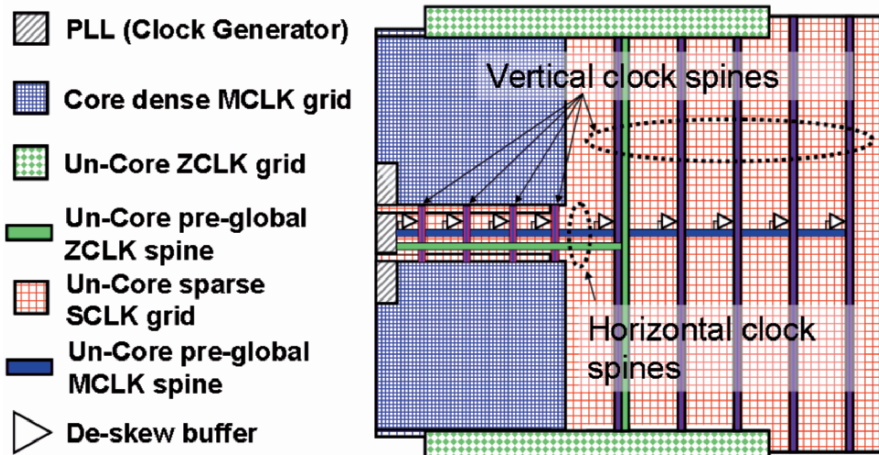 PLL (Clock Generator)
Core dense MCLK grid
Un-Core ZCLK grid
Un-Core pre-global
ZCLK spine
Un-Core sparse
SCLK grid
Un-Core pre-global
MCLK spine
De-skew buffer
Vertical clock spines
Horizontal clock
spines